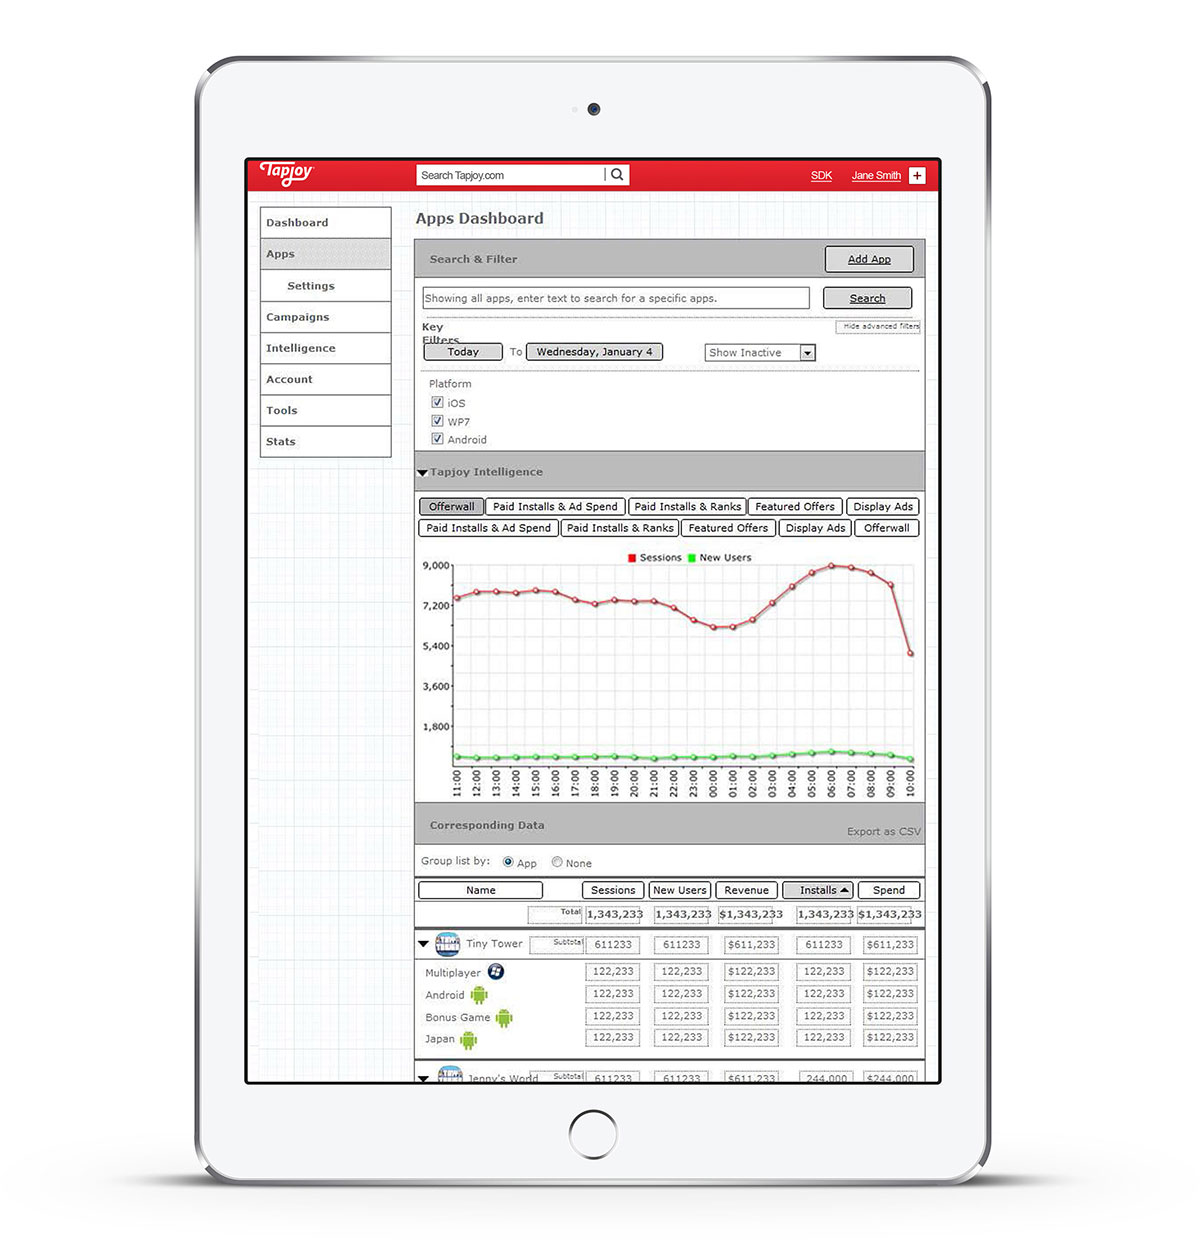 Tapjoy
Search Tapjoy.com
SDK
Jane Smith
+
Dashboard
Apps
Settings
Campaigns
Intelligence
Account
Tools
Stats
Apps Dashboard
Search & Filter
Add App
Showing all apps, enter text to search for a specific apps.
Search
Key
Filters
Hide advanced filters
Today To Wednesday, January 4 Show Inactive
Platform
iOS
WP7
Android
Tapjoy Intelligence
Offerwall Paid Installs & Ad Spend Paid Installs & Ranks Featured Offers Display Ads
Paid Installs & Ad Spend Paid Installs & Ranks Featured Offers Display Ads Offerwall
Sessions New Users
9,000
7,200
5,400
3,600
1,800
11:00 12:00 13:00 14:00 15:00 16:00 17:00 18:00 19:00 20:00 21:00 22:00 23:00 00:00 01:00 02:00 03:00 04:00 05:00 06:00 07:00 08:00 09:00 10:00
Corresponding Data
Export as CSV
Group list by: App None
Name Sessions New Users Revenue Installs Spend
Total 1,343,233 1,343,233 $1,343,233 1,343,233 $1,343,233
Tiny Tower Subtotal 611233 611233 $611,233 611233 $611,233
Multiplayer 122,233 122,233 $122,233 122,233 $122,233
Android 122,233 122,233 $122,233 122,233 $122,233
Bonus Game 122,233 122,233 $122,233 122,233 $122,233
Japan 122,233 122,233 $122,233 122,233 $122,233
Jenny's World Subtotal 611233 611233 $611,233 244,000 $244,000